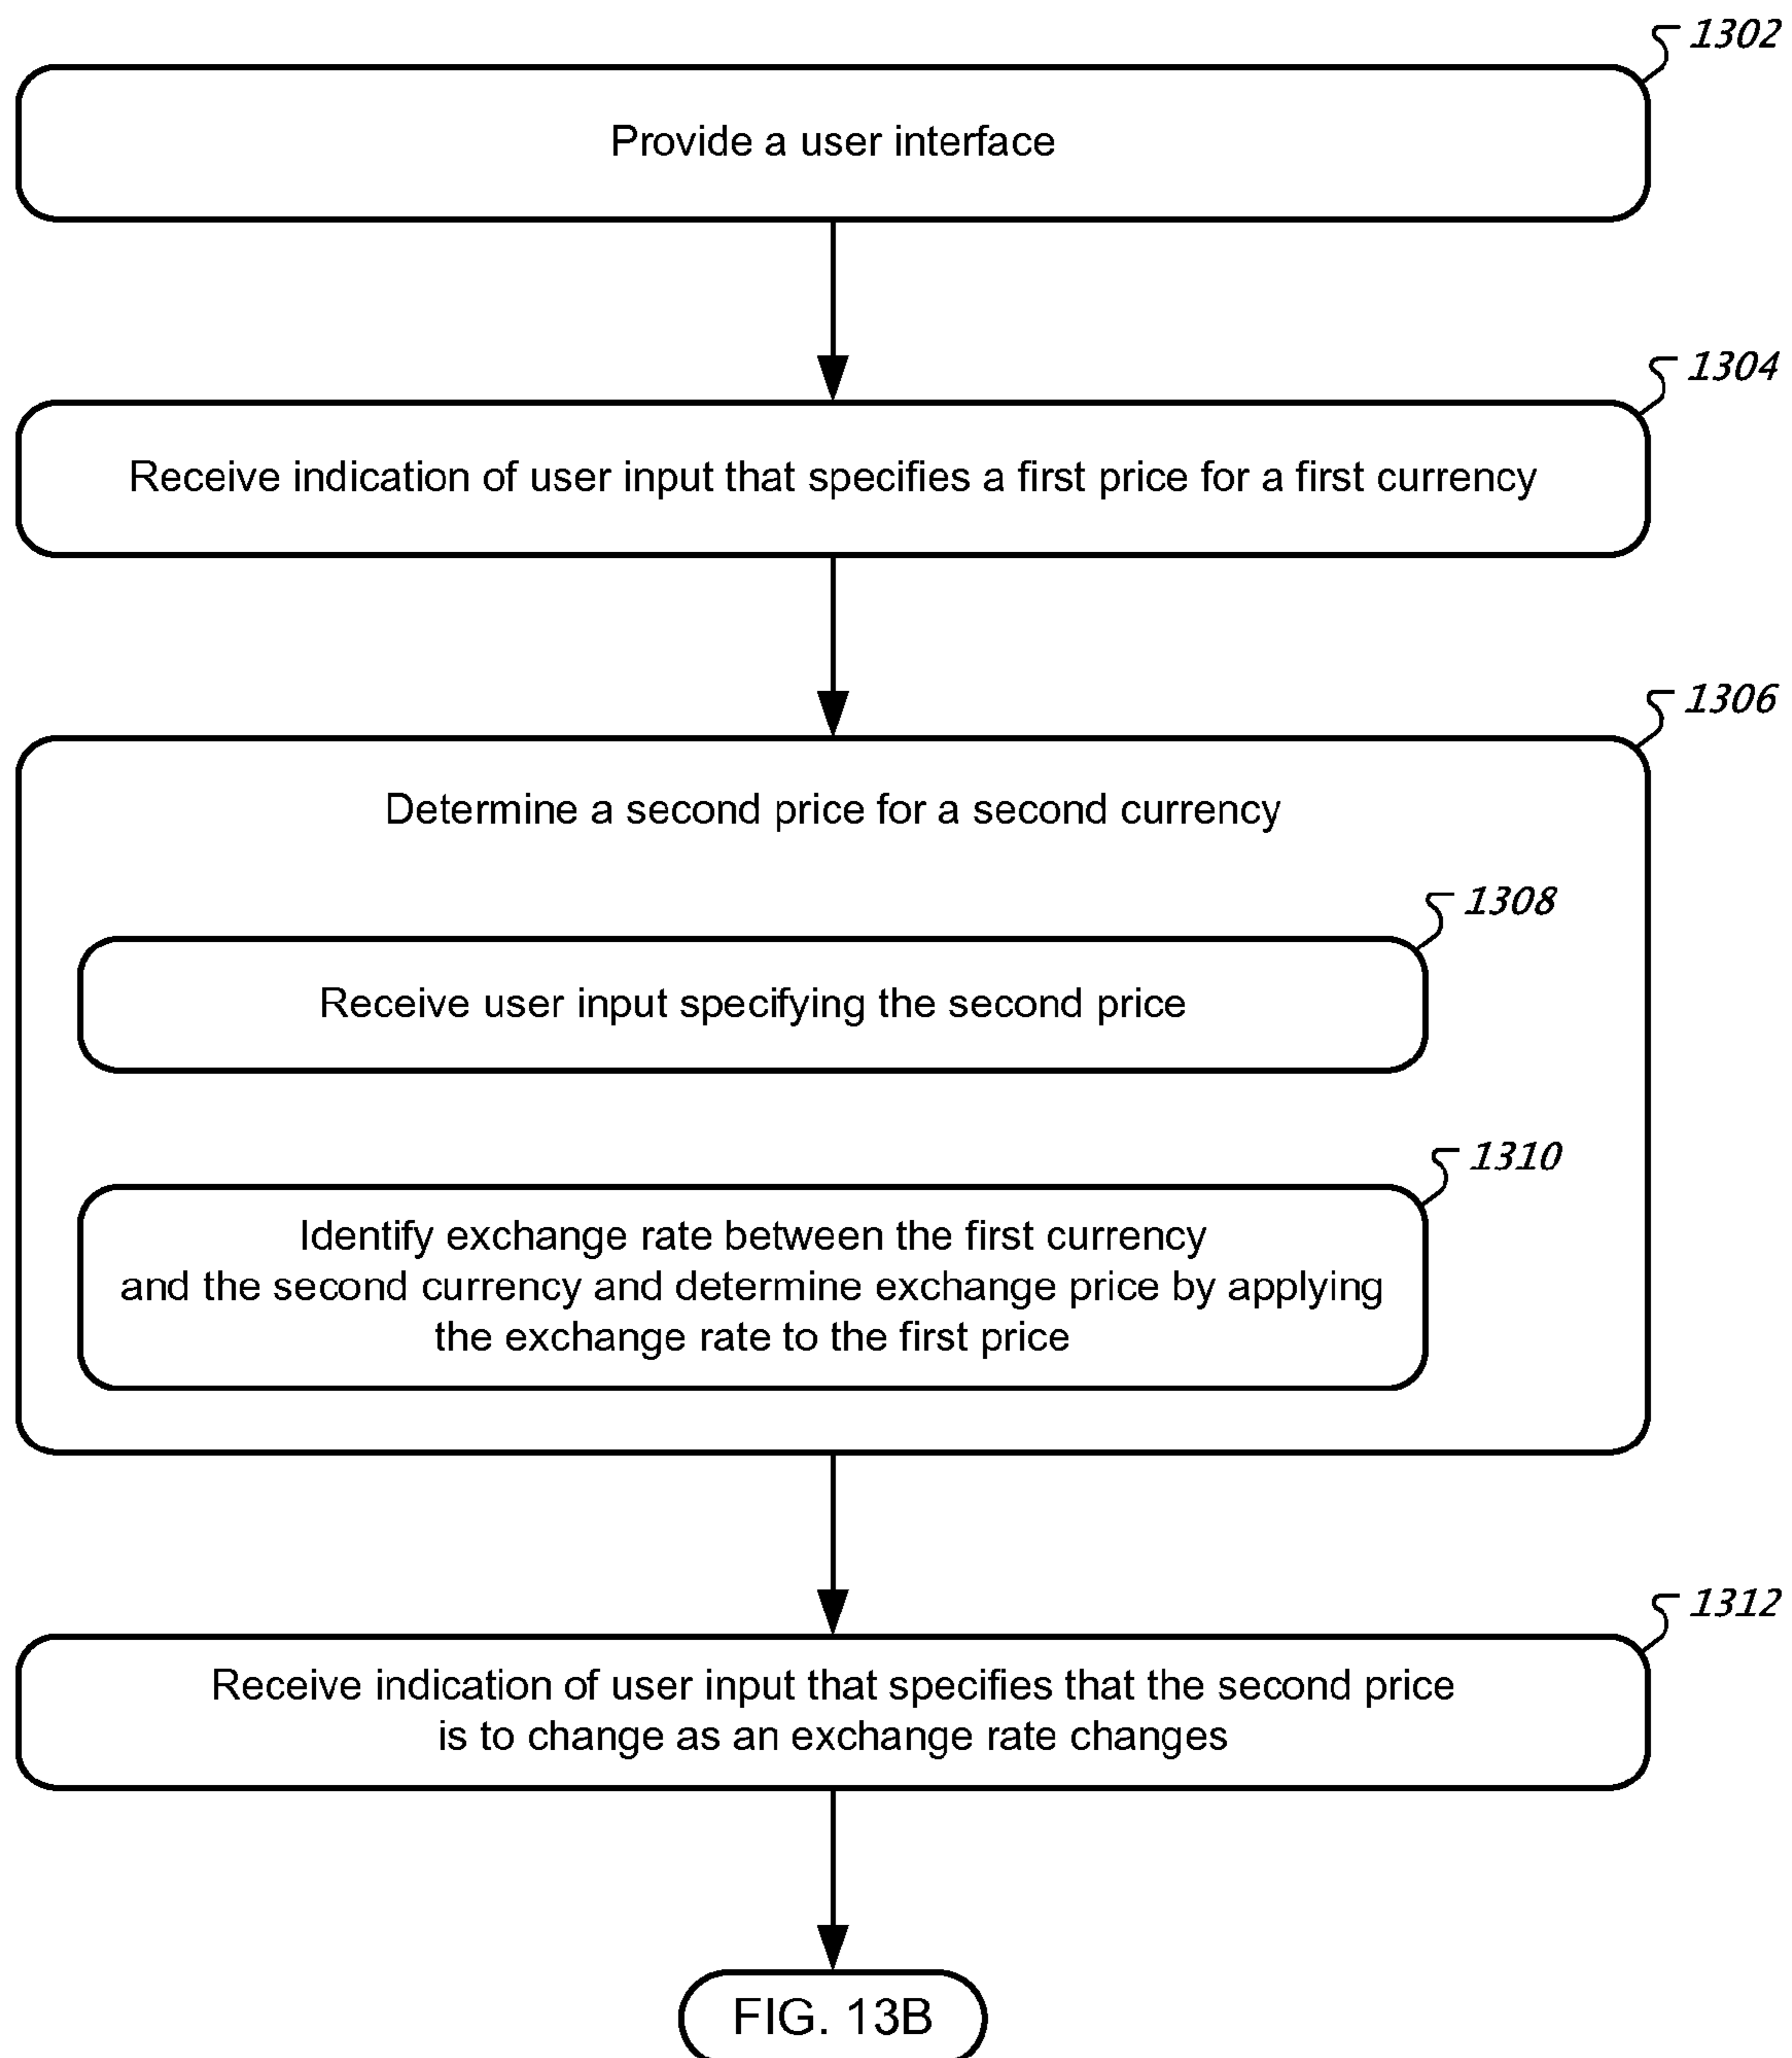 1302
Provide a user interface
1304
Receive indication of user input that specifies a first price for a first currency
1306
Determine a second price for a second currency
1308
Receive user input specifying the second price
1310
Identify exchange rate between the first currency
and the second currency and determine exchange price by applying
the exchange rate to the first price
1312
Receive indication of user input that specifies that the second price
is to change as an exchange rate changes
FIG. 13B